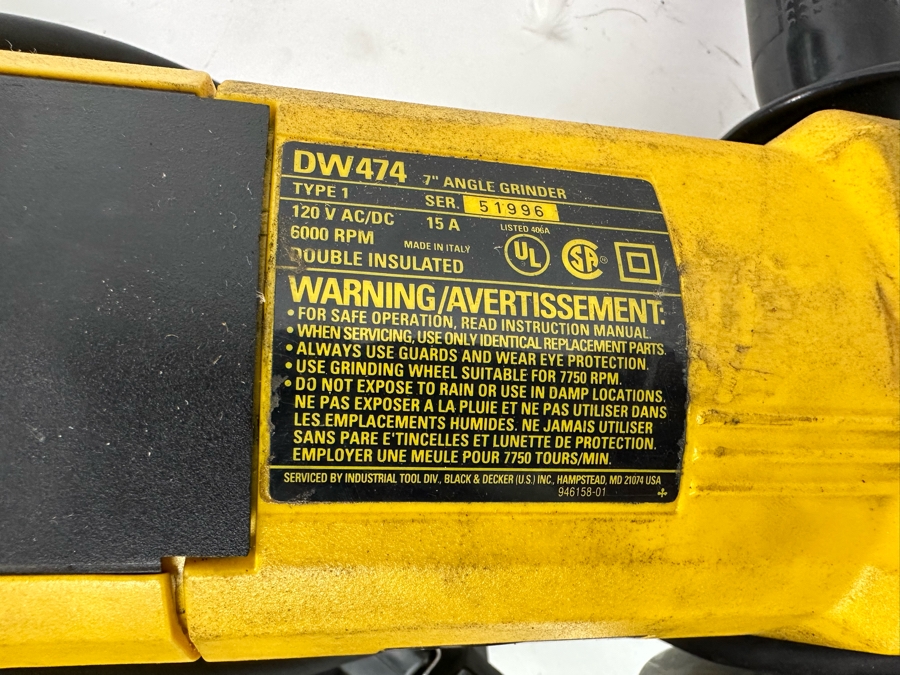 DW474 7" ANGLE GRINDER
TYPE 1 SER. 51996
120 V AC/DC 15 A LISTED 406A
6000 RPM MADE IN ITALY UL SA®
DOUBLE INSULATED
WARNING/AVERTISSEMENT:
• FOR SAFE OPERATION, READ INSTRUCTION MANUAL.
• WHEN SERVICING, USE ONLY IDENTICAL REPLACEMENT PARTS.
• ALWAYS USE GUARDS AND WEAR EYE PROTECTION.
• USE GRINDING WHEEL SUITABLE FOR 7750 RPM.
• DO NOT EXPOSE TO RAIN OR USE IN DAMP LOCATIONS.
NE PAS EXPOSER A LA PLUIE ET NE PAS UTILISER DANS
LES EMPLACEMENTS HUMIDES. NE JAMAIS UTILISER
SANS PARE E'TINCELLES ET LUNETTE DE PROTECTION.
EMPLOYER UNE MEULE POUR 7750 TOURS/MIN.
SERVICED BY INDUSTRIAL TOOL DIV., BLACK & DECKER (U.S.) INC., HAMPSTEAD, MD 21074 USA
946158-01